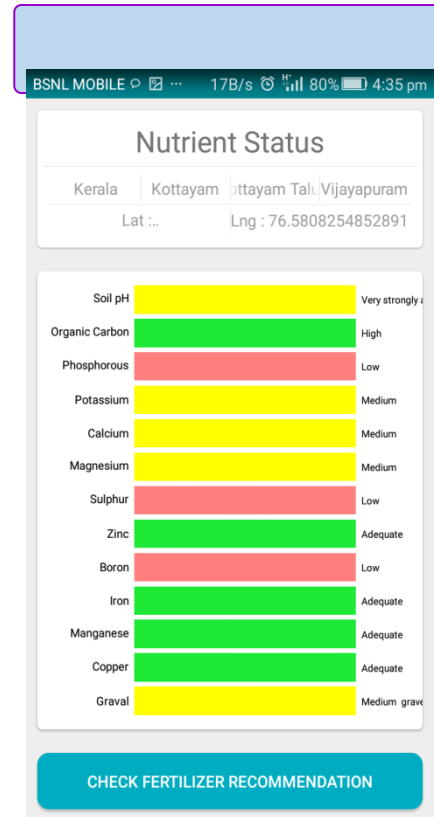 BSNL MOBILE ... 17B/s H 80% 4:35 pm
Nutrient Status
Kerala Kottayam ottayam Talu Vijayapuram
Lat :.. Lng : 76.5808254852891
Soil pH Very strongly a
Organic Carbon High
Phosphorous Low
Potassium Medium
Calcium Medium
Magnesium Medium
Sulphur Low
Zinc Adequate
Boron Low
Iron Adequate
Manganese Adequate
Copper Adequate
Graval Medium grave
CHECK FERTILIZER RECOMMENDATION